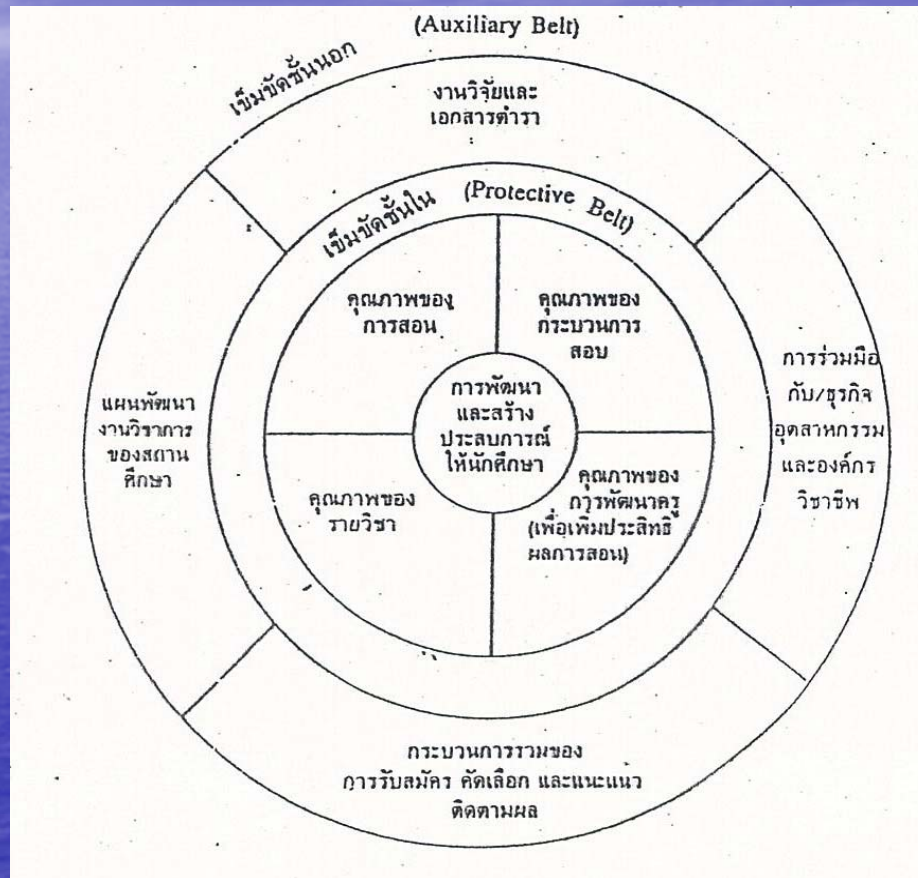 (Auxiliary Belt)
เข็มขัดชั้นนอก
งานวิจัยและ
เอกสารตำรา
เข็มขัดชั้นใน (Protective Belt)
คุณภาพของ
การสอน
คุณภาพของ
กระบวนการ
สอบ
การพัฒนา
และสร้าง
ประสบการณ์
ให้นักศึกษา
แผนพัฒนา
งานวิชาการ
ของสถาน
ศึกษา
การร่วมมือ
กับ/ธุรกิจ
อุตสาหกรรม
และองค์กร
วิชาชีพ
คุณภาพของ
รายวิชา
คุณภาพของ
การพัฒนาครู
(เพื่อเพิ่มประสิทธิ
ผลการสอน)
กระบวนการรวมของ
การรับสมัคร คัดเลือก และแนะแนว
ติดตามผล